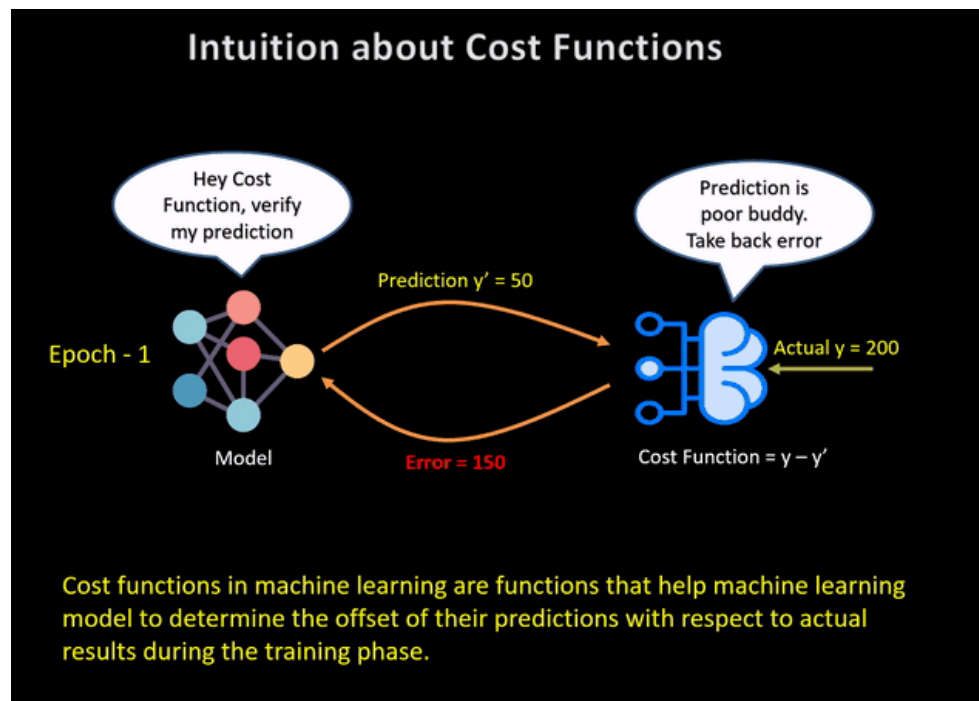 Intuition about Cost Functions
Hey Cost
Function, verify
my prediction
Prediction is
poor buddy.
Take back error
Prediction y′ = 50
Epoch - 1
Actual y = 200
Model
Error = 150
Cost Function = y – y′
Cost functions in machine learning are functions that help machine learning
model to determine the offset of their predictions with respect to actual
results during the training phase.